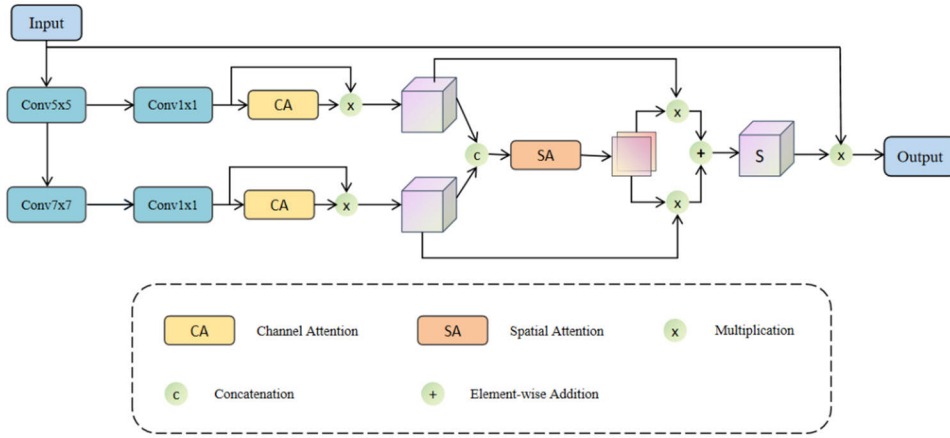 Input
Conv5x5
Conv1x1
CA
x
x
C
SA
+
S
x
Output
Conv7x7
Conv1x1
CA
x
x
CA
Channel Attention
SA
Spatial Attention
x
Multiplication
c
Concatenation
+
Element-wise Addition